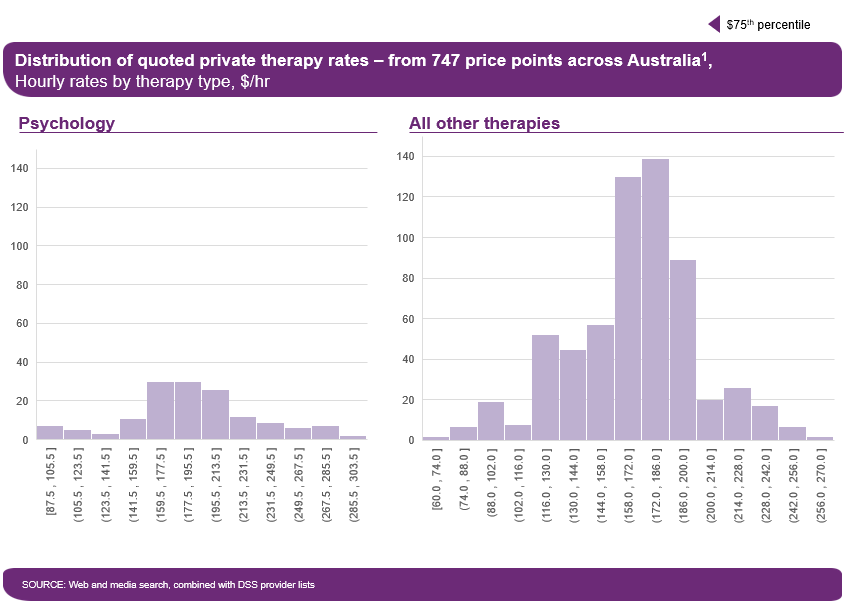 $75th percentile
Distribution of quoted private therapy rates – from 747 price points across Australia1,
Hourly rates by therapy type, $/hr
Psychology
140
120
100
80
60
40
20
0
[87.5 , 105.5 ]
(105.5 , 123.5 ]
(123.5 , 141.5 ]
(141.5 , 159.5 ]
(159.5 , 177.5 ]
(177.5 , 195.5 ]
(195.5 , 213.5 ]
(213.5 , 231.5 ]
(231.5 , 249.5 ]
(249.5 , 267.5 ]
(267.5 , 285.5 ]
(285.5 , 303.5 ]
All other therapies
140
120
100
80
60
40
20
0
[60.0 , 74.0 ]
(74.0 , 88.0 ]
(88.0 , 102.0 ]
(102.0 , 116.0 ]
(116.0 , 130.0 ]
(130.0 , 144.0 ]
(144.0 , 158.0 ]
(158.0 , 172.0 ]
(172.0 , 186.0 ]
(186.0 , 200.0 ]
(200.0 , 214.0 ]
(214.0 , 228.0 ]
(228.0 , 242.0 ]
(242.0 , 256.0 ]
(256.0 , 270.0 ]
SOURCE: Web and media search, combined with DSS provider lists